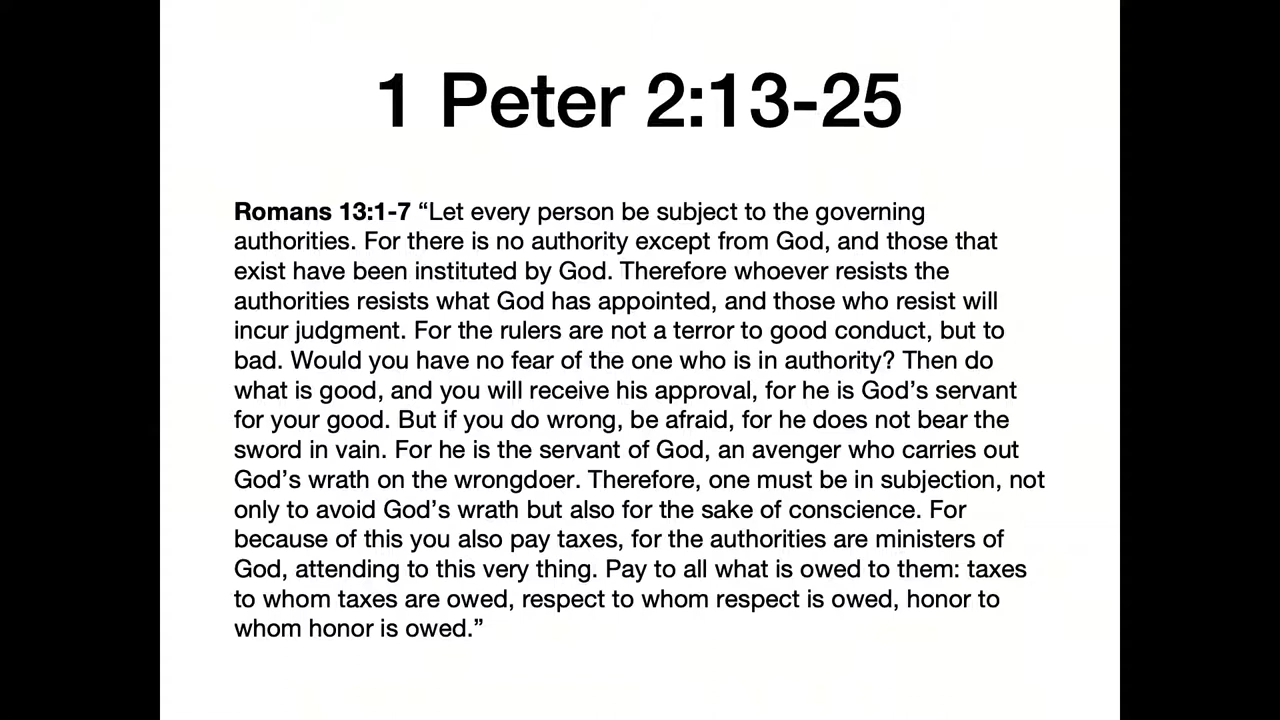 1 Peter 2:13-25
Romans 13:1-7 “Let every person be subject to the governing
authorities. For there is no authority except from God, and those that
exist have been instituted by God. Therefore whoever resists the
authorities resists what God has appointed, and those who resist will
incur judgment. For the rulers are not a terror to good conduct, but to
bad. Would you have no fear of the one who is in authority? Then do
what is good, and you will receive his approval, for he is God’s servant
for your good. But if you do wrong, be afraid, for he does not bear the
sword in vain. For he is the servant of God, an avenger who carries out
God’s wrath on the wrongdoer. Therefore, one must be in subjection, not
only to avoid God’s wrath but also for the sake of conscience. For
because of this you also pay taxes, for the authorities are ministers of
God, attending to this very thing. Pay to all what is owed to them: taxes
to whom taxes are owed, respect to whom respect is owed, honor to
whom honor is owed.”